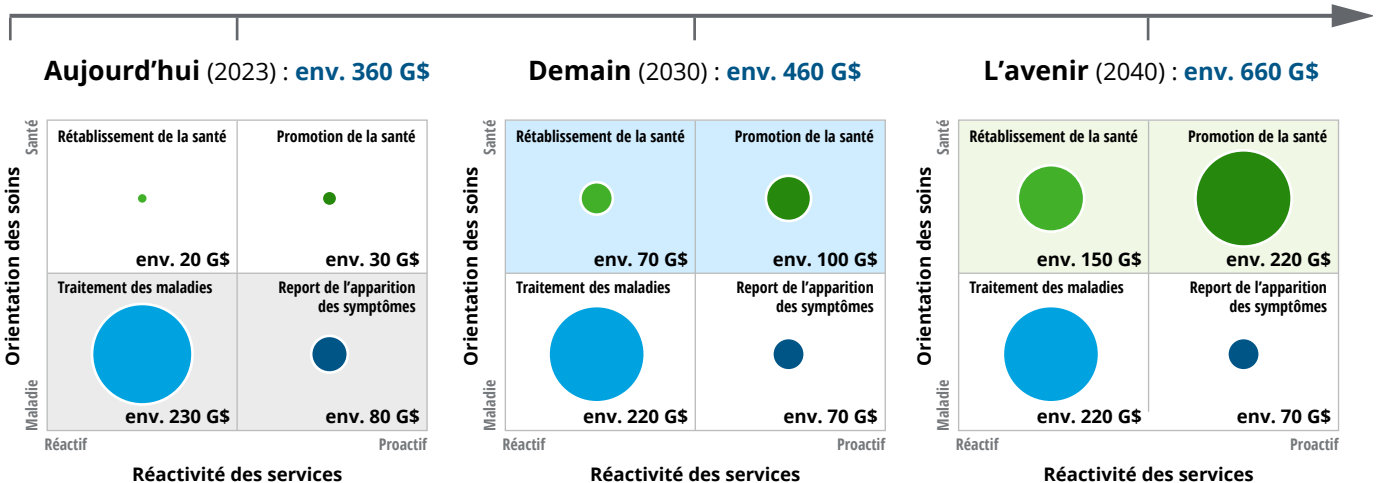 Aujourd’hui (2023) : env. 360 G$
Santé
Orientation des soins
Maladie
Rétablissement de la santé
env. 20 G$
Promotion de la santé
env. 30 G$
Traitement des maladies
env. 230 G$
Report de l’apparition
des symptômes
env. 80 G$
Réactif
Proactif
Réactivité des services
Demain (2030) : env. 460 G$
Santé
Orientation des soins
Maladie
Rétablissement de la santé
env. 70 G$
Promotion de la santé
env. 100 G$
Traitement des maladies
env. 220 G$
Report de l’apparition
des symptômes
env. 70 G$
Réactif
Proactif
Réactivité des services
L’avenir (2040) : env. 660 G$
Santé
Orientation des soins
Maladie
Rétablissement de la santé
env. 150 G$
Promotion de la santé
env. 220 G$
Traitement des maladies
env. 220 G$
Report de l’apparition
des symptômes
env. 70 G$
Réactif
Proactif
Réactivité des services